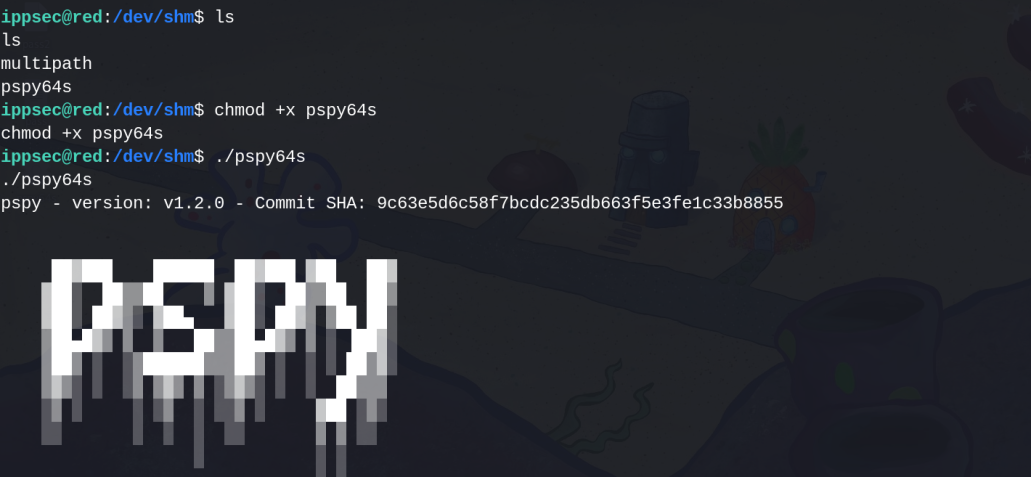 ippsec@red:/dev/shm$ ls
ls
multipath
pspy64s
ippsec@red:/dev/shm$ chmod +x pspy64s
chmod +x pspy64s
ippsec@red:/dev/shm$ ./pspy64s
./pspy64s
pspy - version: v1.2.0 - Commit SHA: 9c63e5d6c58f7bcdc235db663f5e3fe1c33b8855
pspy